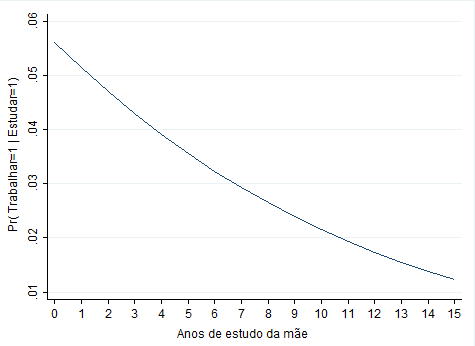 Pr( Trabalhar=1 | Estudar=1)
.06
.05
.04
.03
.02
.01
0 1 2 3 4 5 6 7 8 9 10 11 12 13 14 15
Anos de estudo da mãe